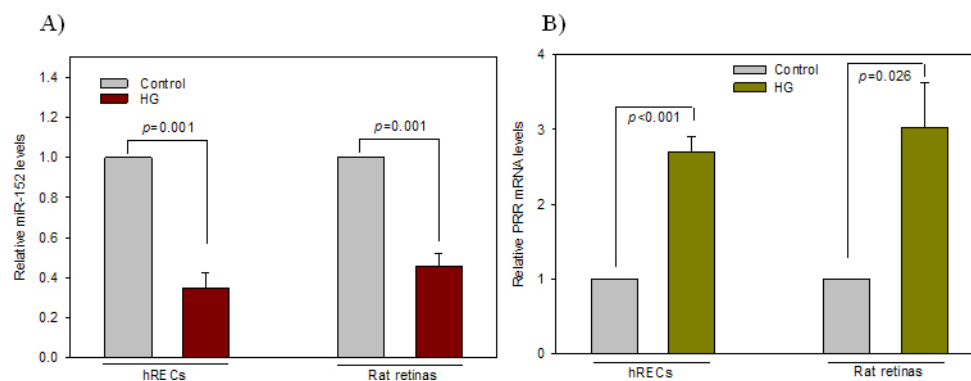 A)
Relative miR-152 levels
1.4
1.2
1.0
0.8
0.6
0.4
0.2
0.0
Control
HG
p=0.001
p=0.001
hRECs
Rat retinas
B)
Relative PRR mRNA levels
4
3
2
1
0
Control
HG
p<0.001
p=0.026
hRECs
Rat retinas